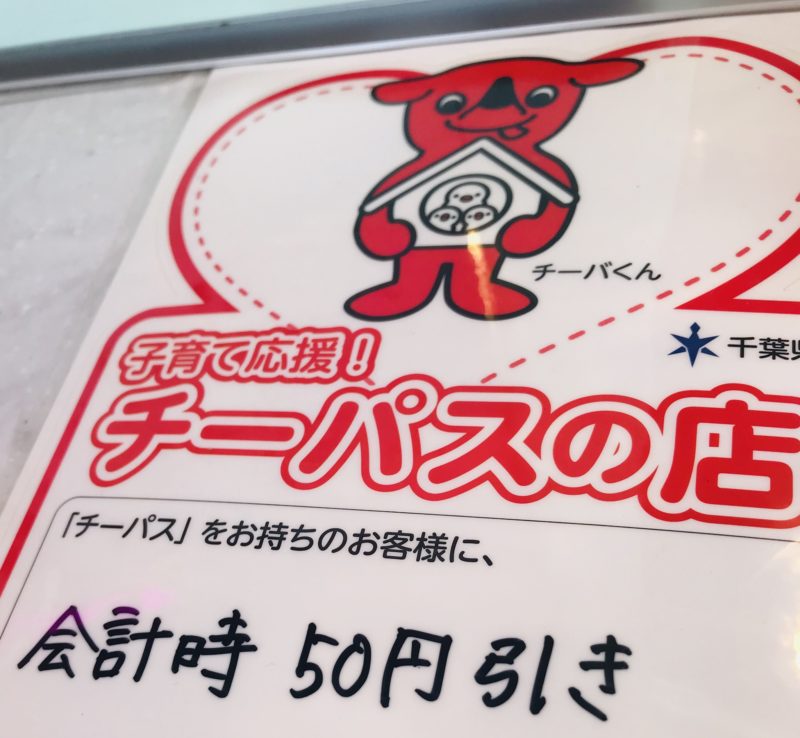 チーバくん
千葉県
子育て応援!
チーパスの店
「チーパス」をお持ちのお客様に、
会計時 50円引き